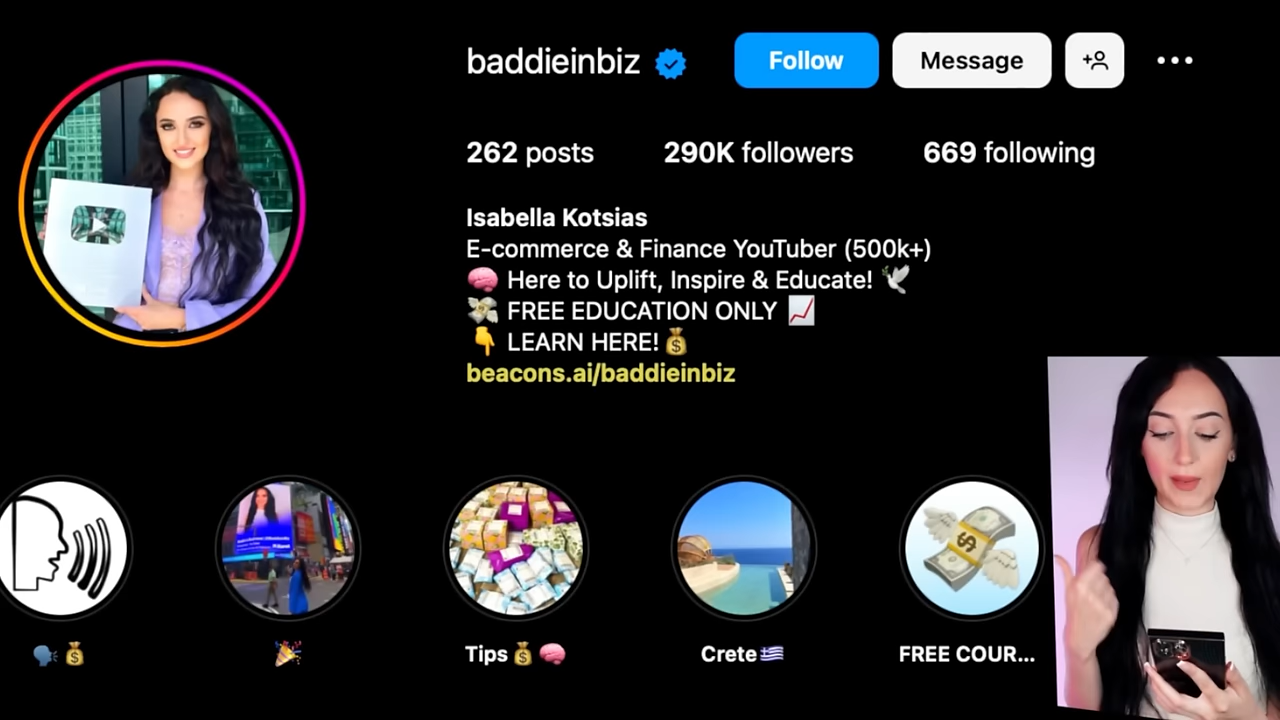 baddieinbiz Follow Message
262 posts 290K followers 669 following
Isabella Kotsias
E-commerce & Finance YouTuber (500k+)
🧠 Here to Uplift, Inspire & Educate! 🕊
💸 FREE EDUCATION ONLY 📈
👇 LEARN HERE!💰
beacons.ai/baddieinbiz
🗣💰 🎉 Tips💰🧠 Crete🇬🇷 FREE COUR...